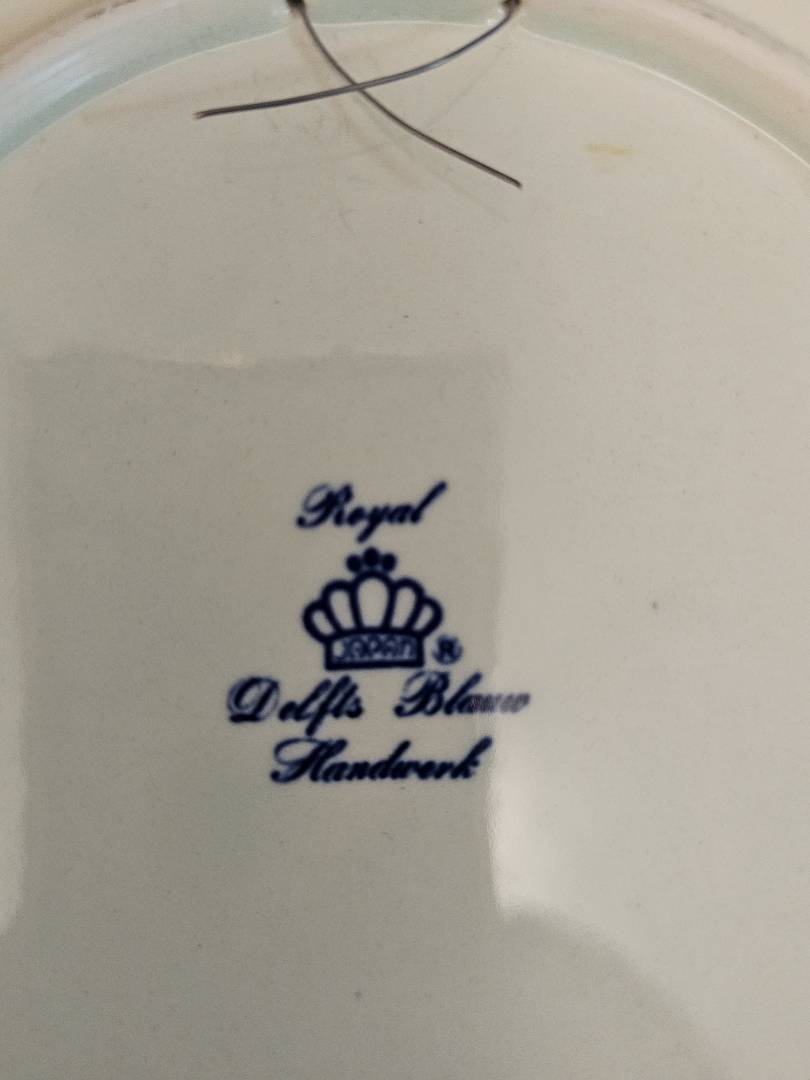 Royal
JAPAN ®
Delfts Blauw
Handwerk